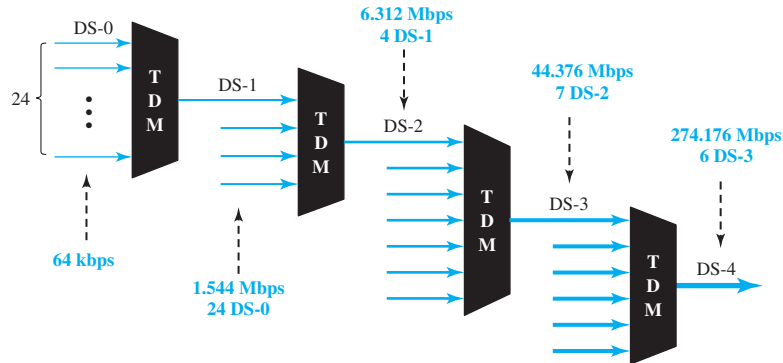 DS-0
24
T
D
M
64 kbps
DS-1
1.544 Mbps
24 DS-0
T
D
M
6.312 Mbps
4 DS-1
DS-2
T
D
M
44.376 Mbps
7 DS-2
DS-3
T
D
M
274.176 Mbps
6 DS-3
DS-4